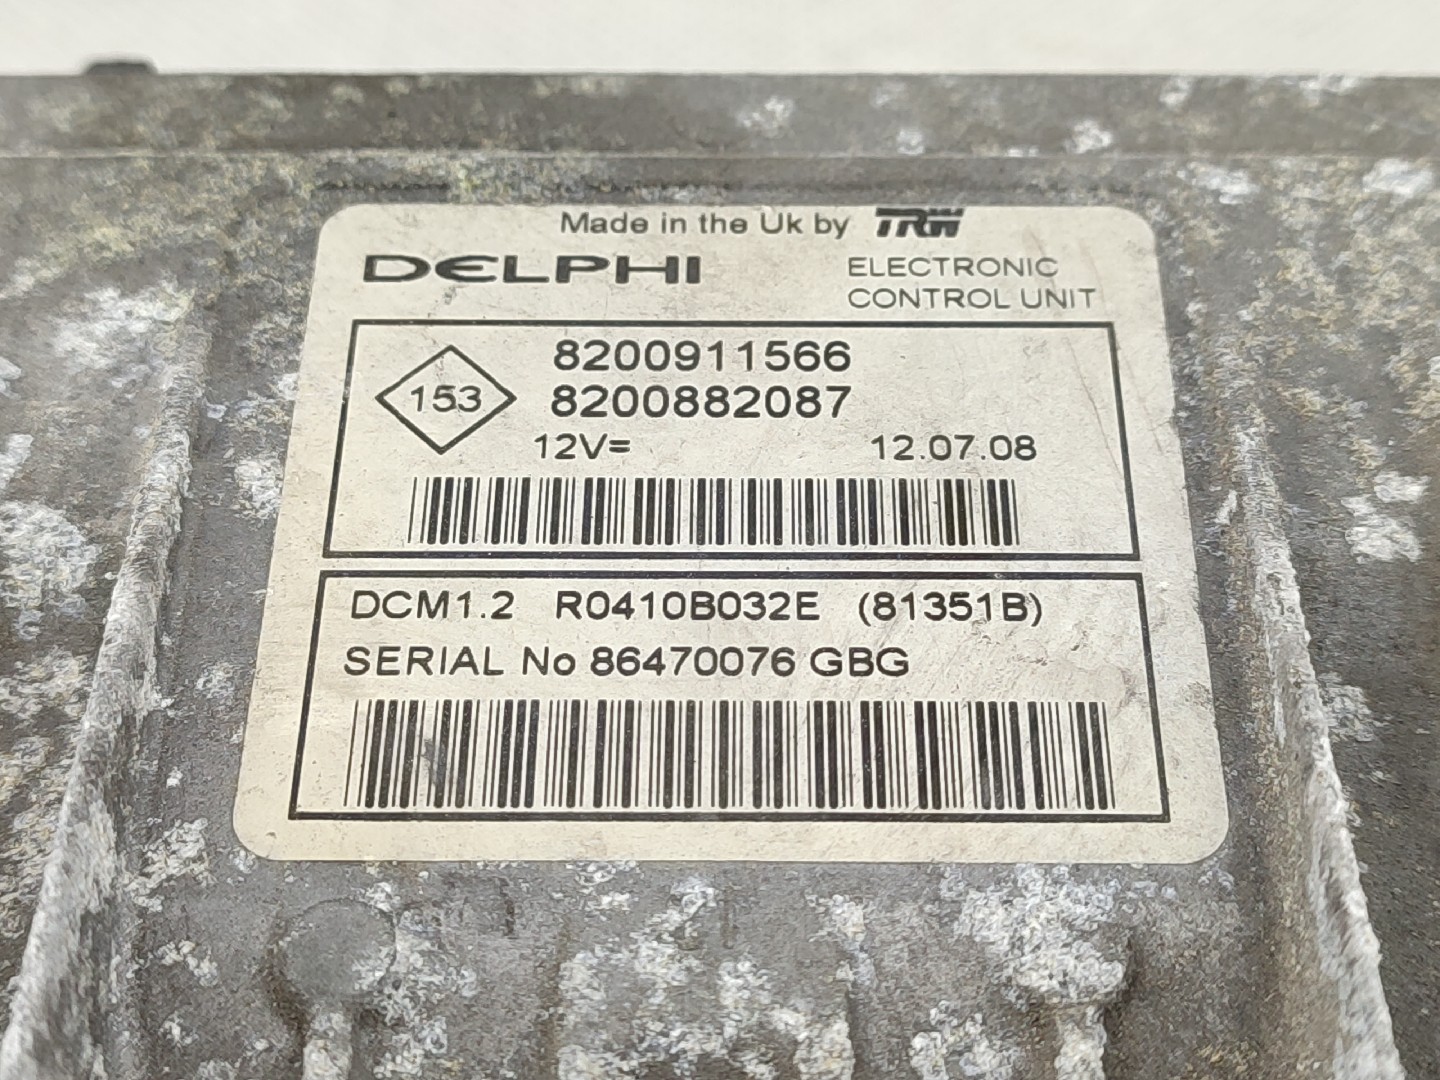 Made in the Uk by TRW
DELPHI
ELECTRONIC
CONTROL UNIT
153
8200911566
8200882087
12V= 12.07.08
DCM1.2 R0410B032E (81351B)
SERIAL No 86470076 GBG